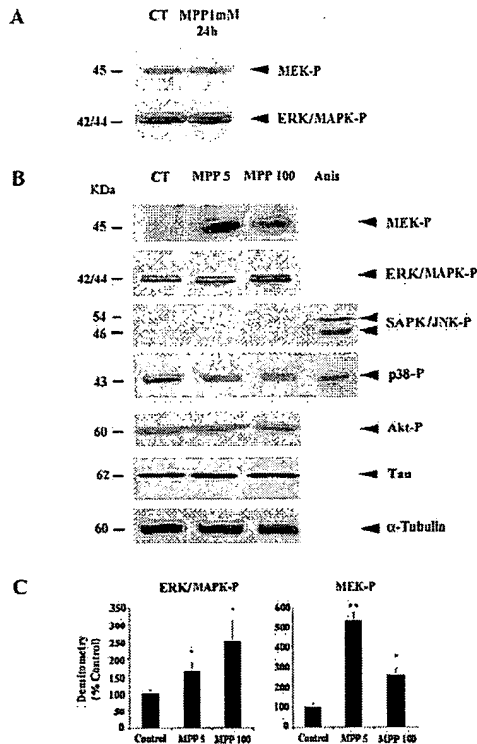 A
CT MPP1mM
24h
45 MEK-P
42/44 ERK/MAPK-P
B
KDa CT MPP 5 MPP 100 Anis
45 MEK-P
42/44 ERK/MAPK-P
54
46 SAPK/JNK-P
43 p38-P
60 Akt-P
62 Tau
60 α-Tubulin
C
ERK/MAPK-P MEK-P
Densitometry
(% Control)
350
300
250
200
150
100
50
0
600
500
400
300
200
100
0
* * ** *
Control MPP 5 MPP 100 Control MPP 5 MPP 100